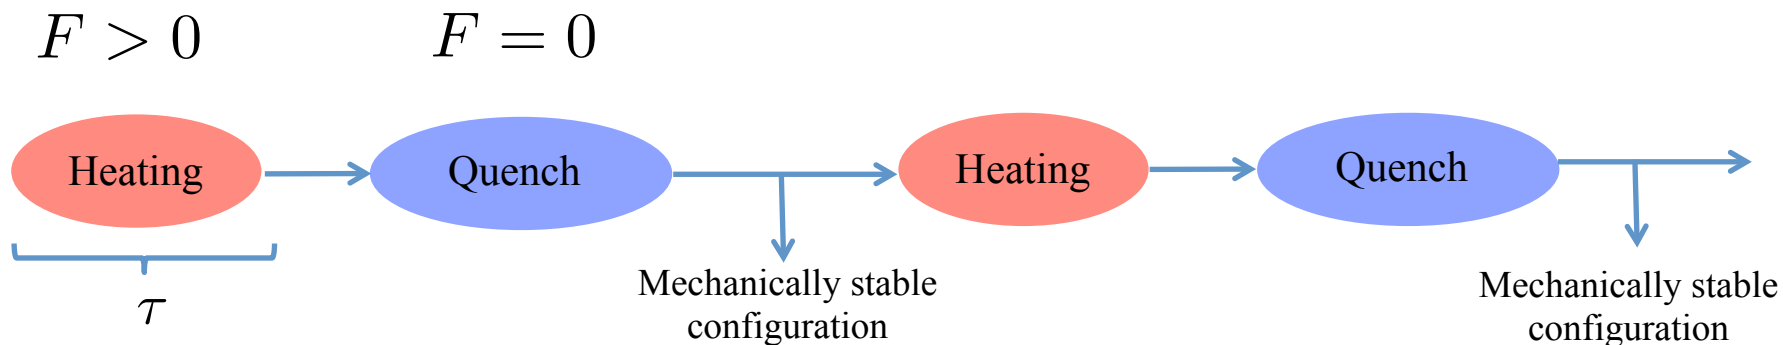 F > 0
F = 0
Heating
Quench
Heating
Quench
τ
Mechanically stable
configuration
Mechanically stable
configuration